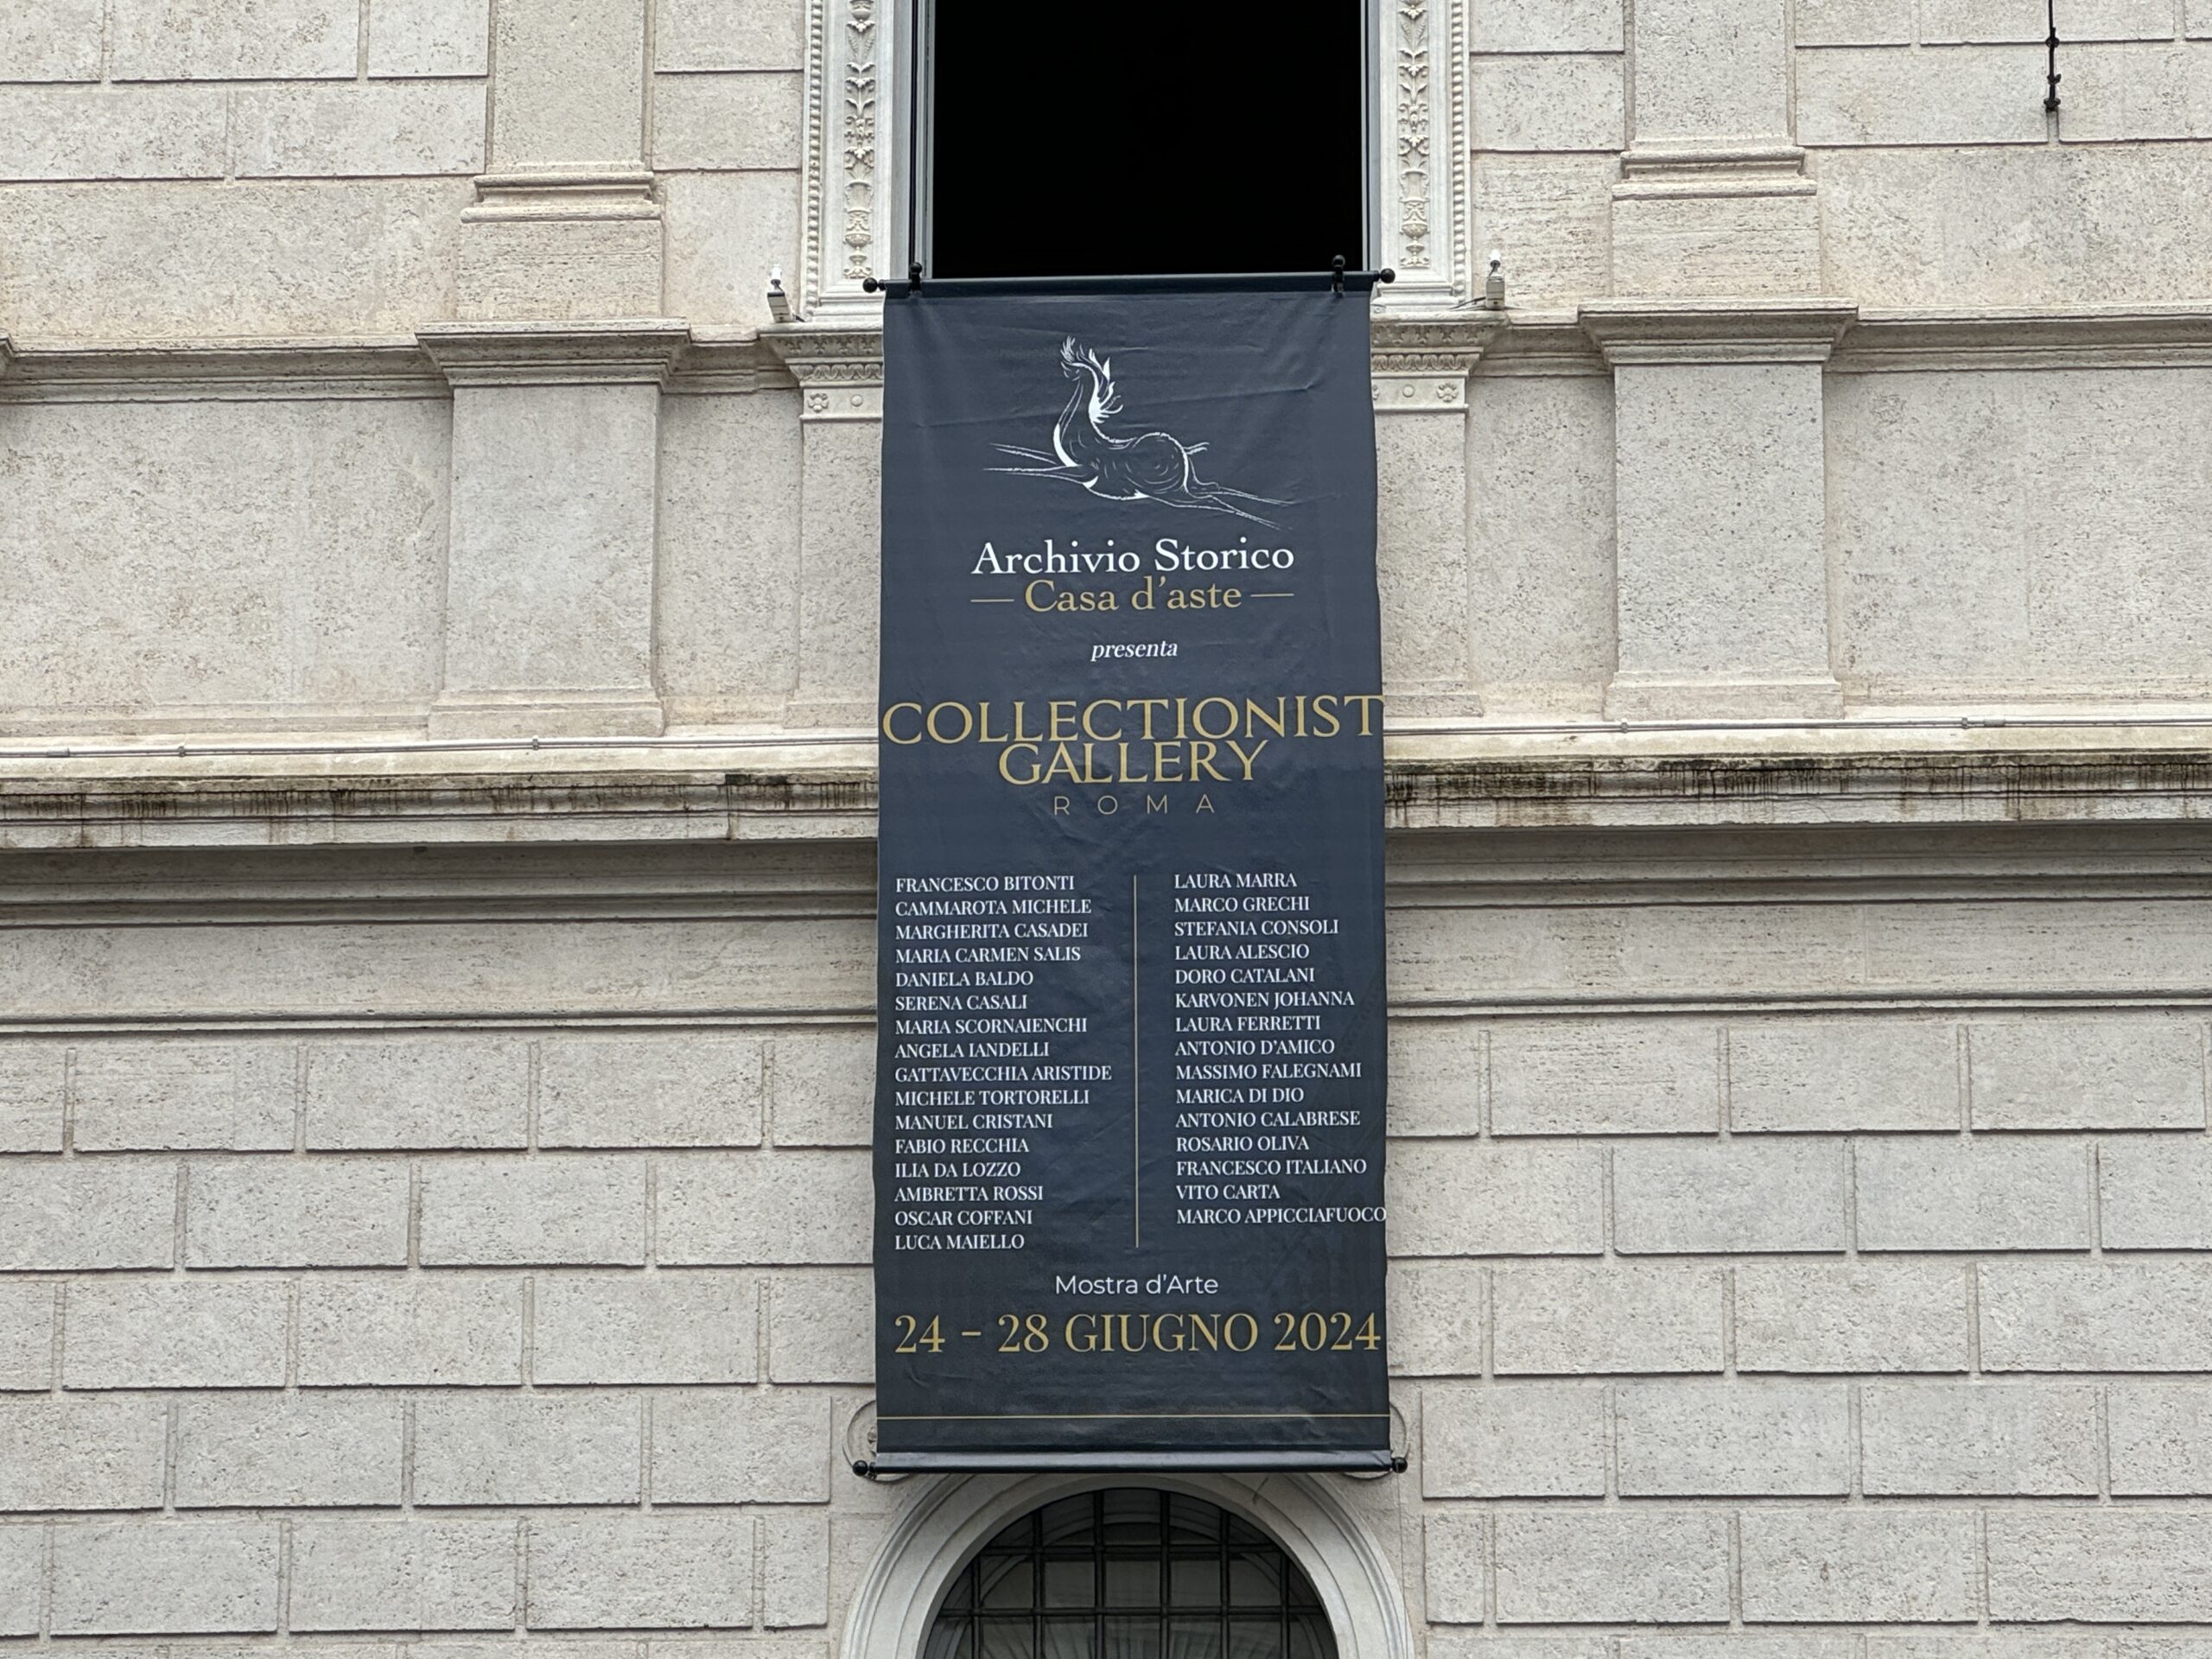 Archivio Storico
— Casa d'aste —
presenta
COLLECTIONIST
GALLERY
ROMA
FRANCESCO BITONTI
CAMMAROTA MICHELE
MARGHERITA CASADEI
MARIA CARMEN SALIS
DANIELA BALDO
SERENA CASALI
MARIA SCORNAIENCHI
ANGELA IANDELLI
GATTAVECCHIA ARISTIDE
MICHELE TORTORELLI
MANUEL CRISTANI
FABIO RECCHIA
ILIA DA LOZZO
AMBRETTA ROSSI
OSCAR COFFANI
LUCA MAIELLO
LAURA MARRA
MARCO GRECHI
STEFANIA CONSOLI
LAURA ALESCIO
DORO CATALANI
KARVONEN JOHANNA
LAURA FERRETTI
ANTONIO D'AMICO
MASSIMO FALEGNAMI
MARICA DI DIO
ANTONIO CALABRESE
ROSARIO OLIVA
FRANCESCO ITALIANO
VITO CARTA
MARCO APPICCIAFUOCO
Mostra d'Arte
24 - 28 GIUGNO 2024